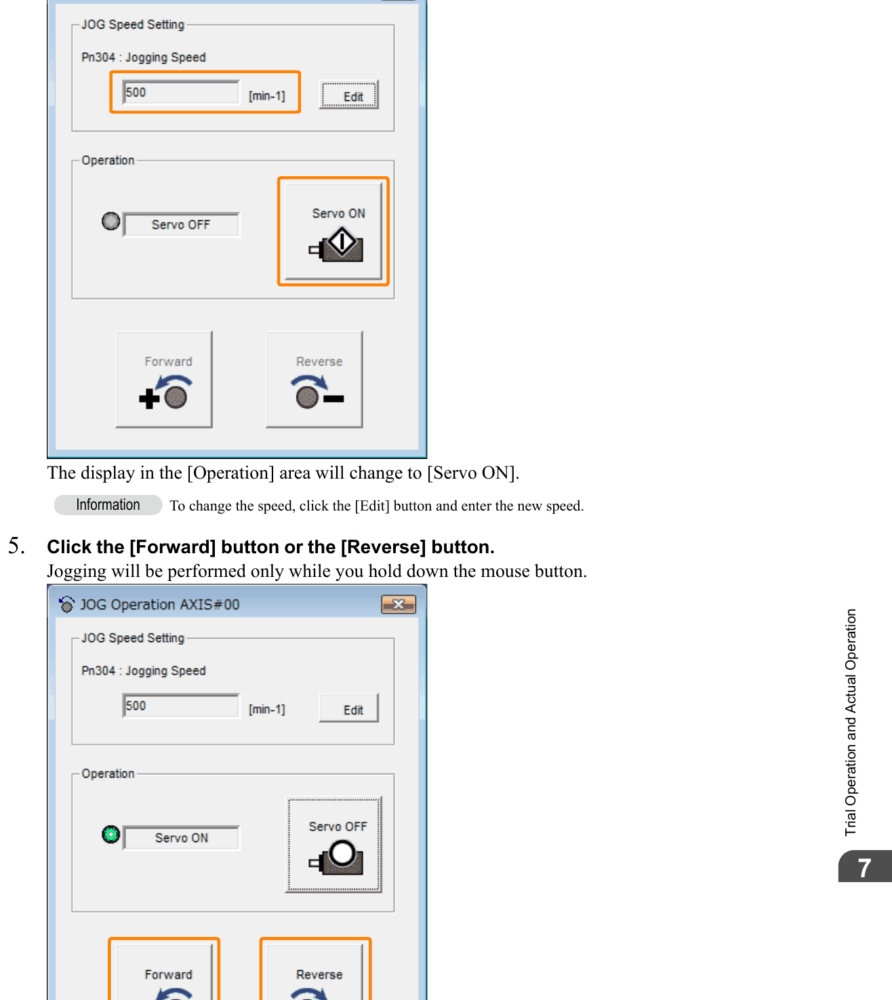 JOG Speed Setting
Pn304 : Jogging Speed
500
[min-1]
Edit
Operation
Servo OFF
Servo ON
Forward
Reverse
The display in the [Operation] area will change to [Servo ON].
Information
To change the speed, click the [Edit] button and enter the new speed.
5. Click the [Forward] button or the [Reverse] button.
Jogging will be performed only while you hold down the mouse button.
JOG Operation AXIS#00
JOG Speed Setting
Pn304 : Jogging Speed
500
[min-1]
Edit
Operation
Servo ON
Servo OFF
Forward
Reverse
Trial Operation and Actual Operation
7